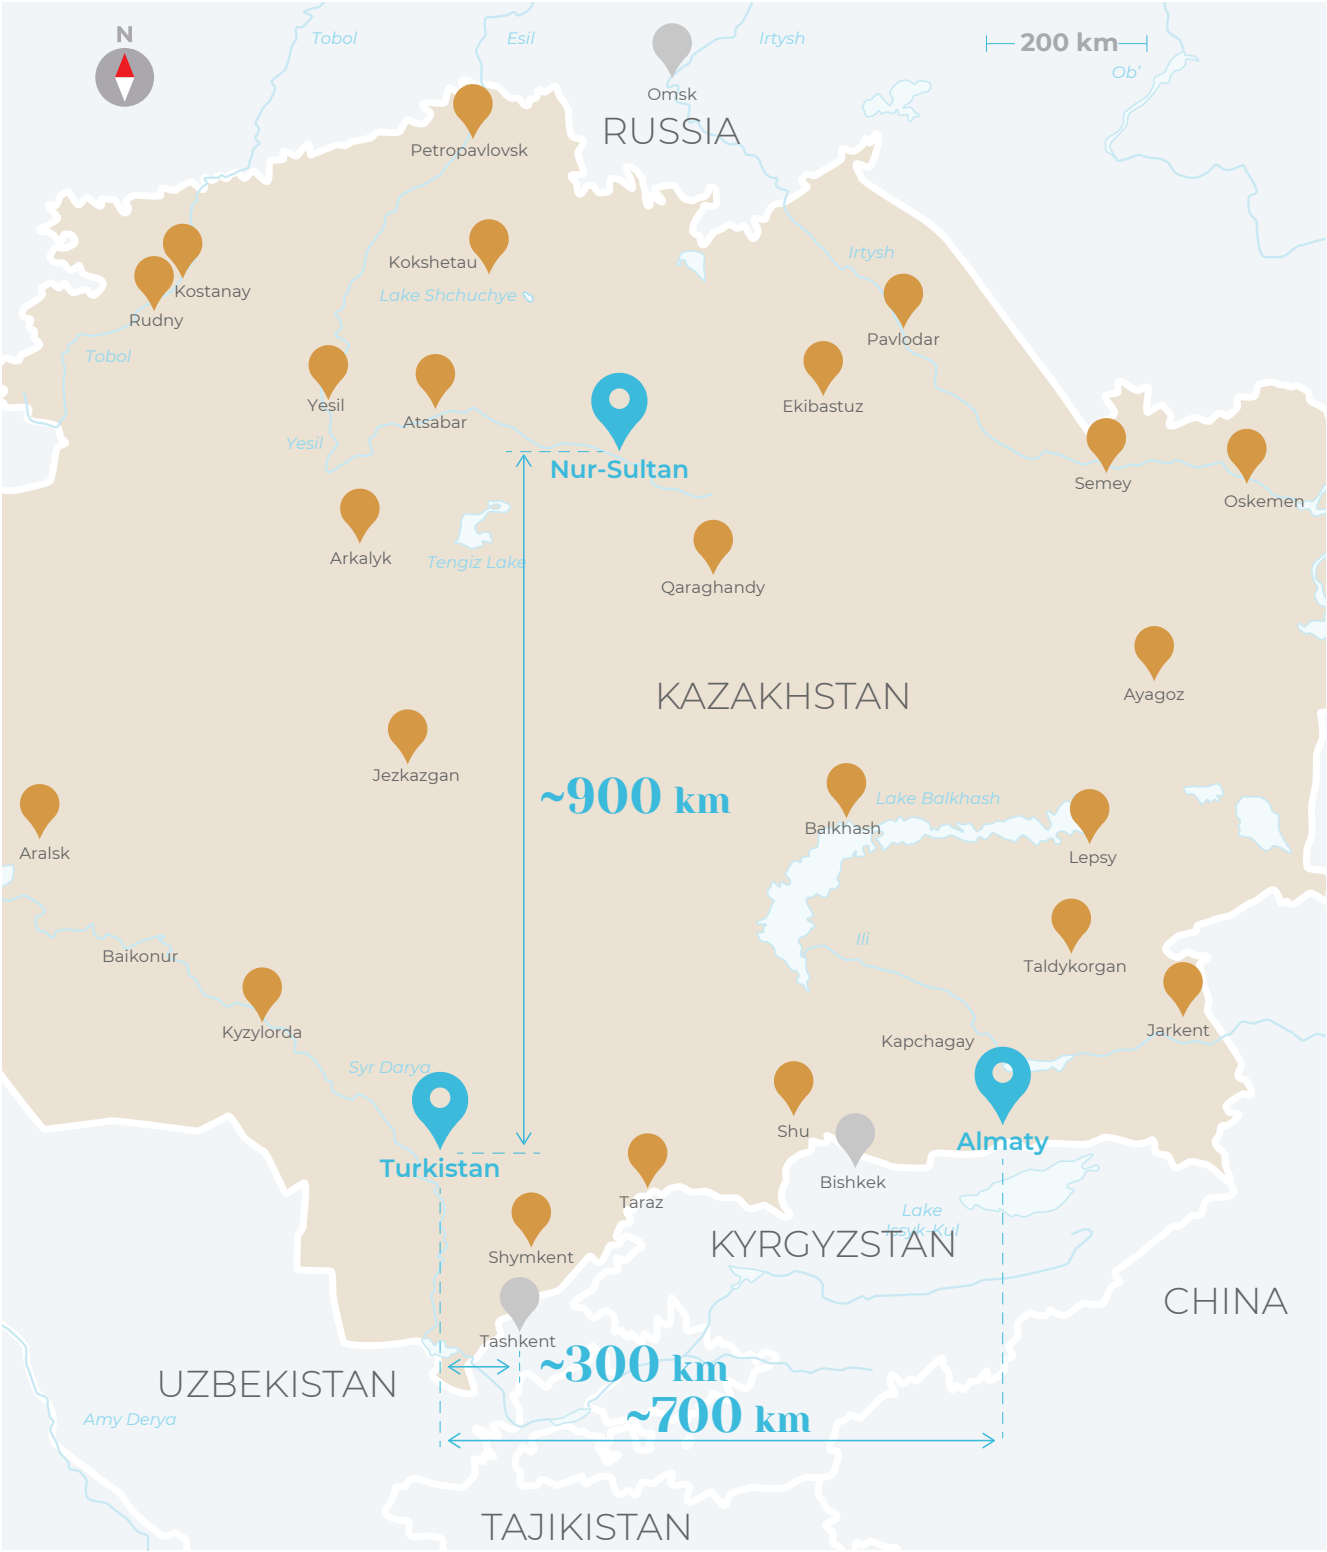 N
Tobol
Esil
Irtysh
200 km
Ob'
Omsk
RUSSIA
Petropavlovsk
Kokshetau
Irtysh
Kostanay
Lake Shchuchye
Rudny
Pavlodar
Tobol
Yesil
Ekibastuz
Atsabar
Yesil
Nur-Sultan
Semey
Oskemen
Arkalyk
Tengiz Lake
Qaraghandy
KAZAKHSTAN
Ayagoz
Jezkazgan
~900 km
Lake Balkhash
Balkhash
Aralsk
Lepsy
Ili
Baikonur
Taldykorgan
Kyzylorda
Jarkent
Kapchagay
Syr Darya
Shu
Almaty
Turkistan
Bishkek
Taraz
Lake
Issyk-Kul
KYRGYZSTAN
Shymkent
CHINA
Tashkent
~300 km
UZBEKISTAN
~700 km
Amy Derya
TAJIKISTAN